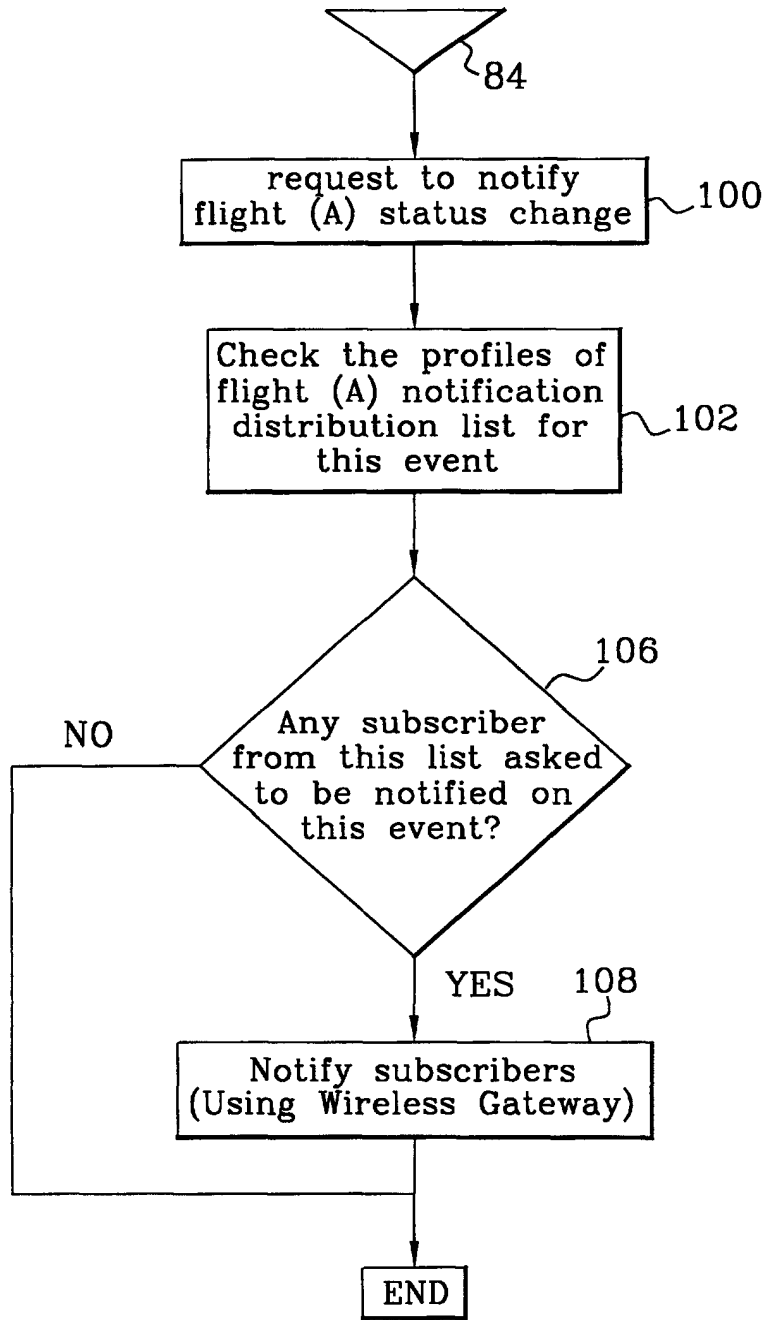 84
request to notify
flight (A) status change
100
Check the profiles of
flight (A) notification
distribution list for
this event
102
106
Any subscriber
from this list asked
to be notified on
this event?
NO
YES
108
Notify subscribers
(Using Wireless Gateway)
END